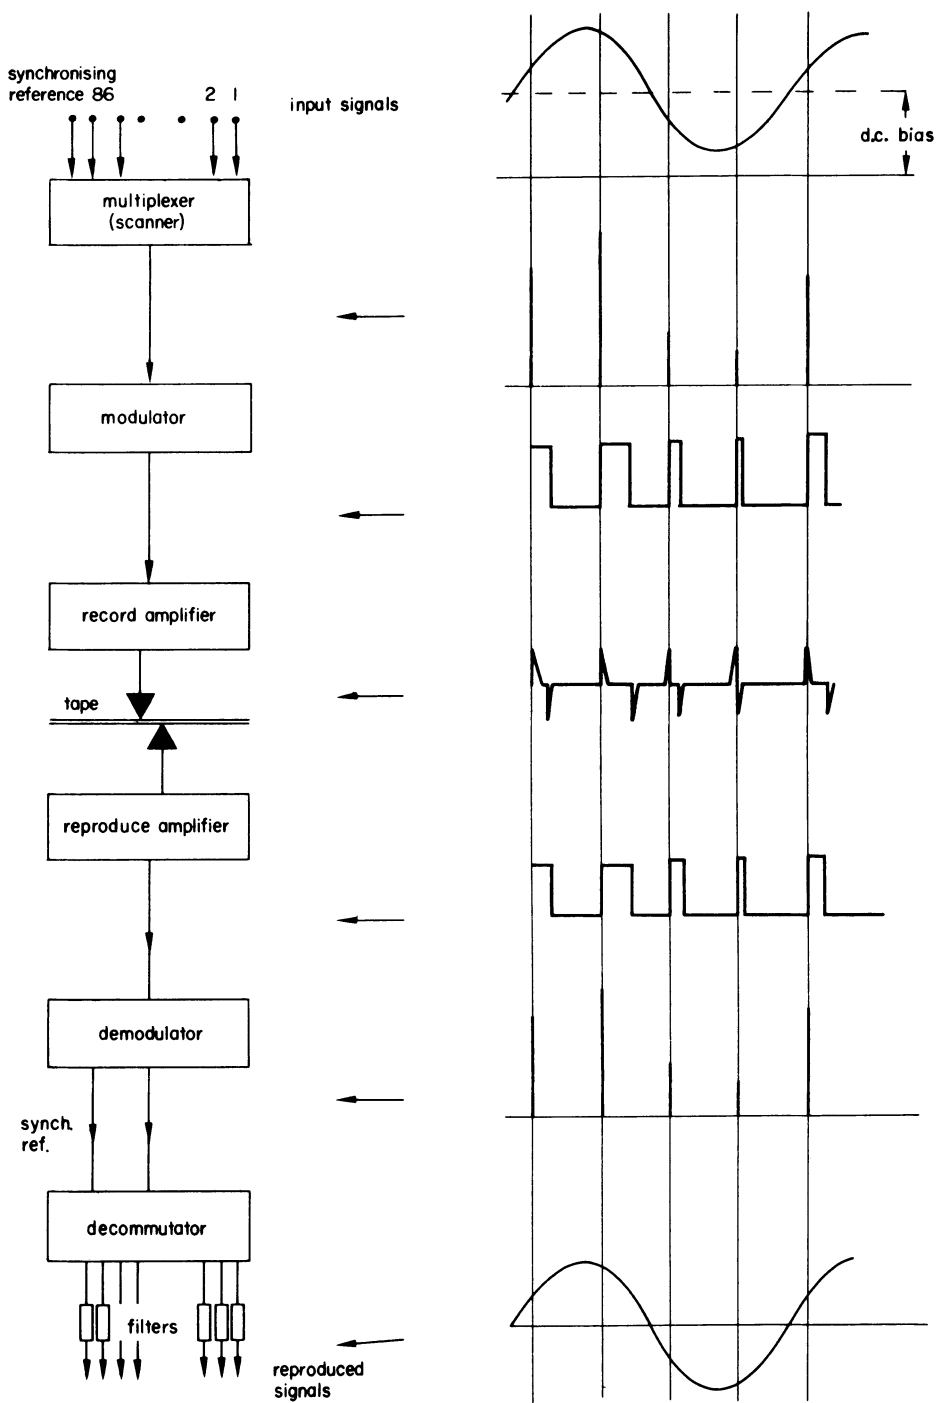 synchronising
reference 86 2 1
input signals
d.c. bias
multiplexer
(scanner)
modulator
record amplifier
tape
reproduce amplifier
demodulator
synch.
ref.
decommutator
filters
reproduced
signals